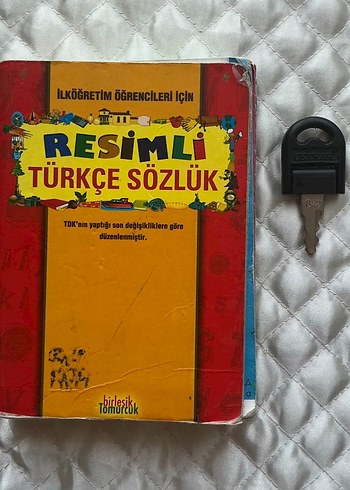 İLKÖĞRETİM ÖĞRENCİLERİ İÇİN
RESİMLİ
TÜRKÇE SÖZLÜK
TDK'nın yaptığı son değişikliklere göre
düzenlenmiştir.
birleşik
Tomurcuk